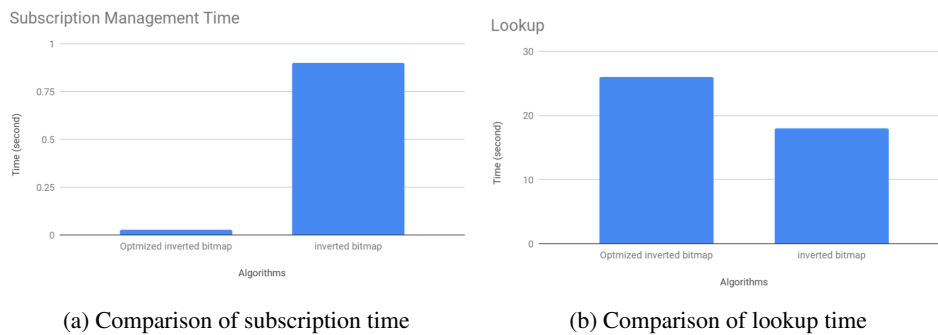 Subscription Management Time
1
0.75
0.5
0.25
0
Time (second)
Optmized inverted bitmap
inverted bitmap
Algorithms
(a) Comparison of subscription time
Lookup
30
20
10
0
Time (second)
Optmized inverted bitmap
inverted bitmap
Algorithms
(b) Comparison of lookup time